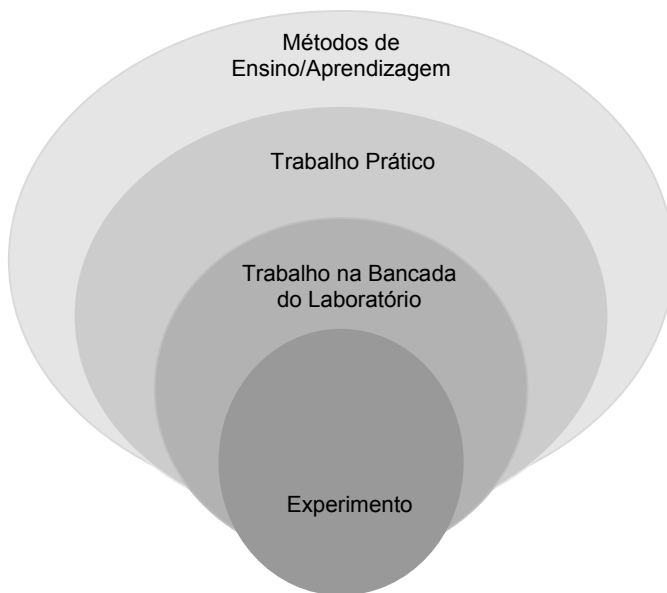 Métodos de
Ensino/Aprendizagem
Trabalho Prático
Trabalho na Bancada
do Laboratório
Experimento